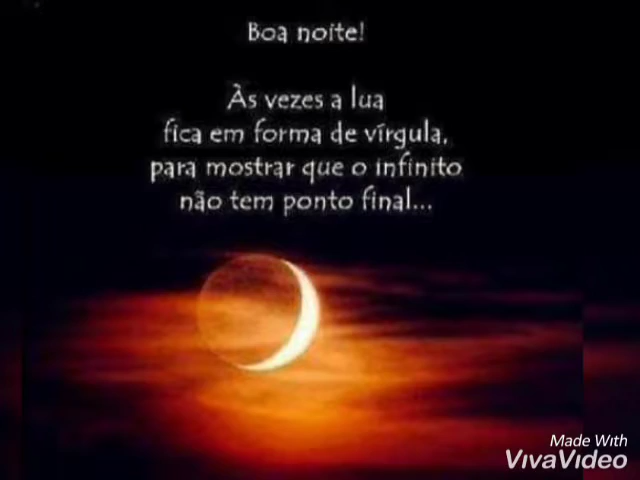 Boa noite!
Às vezes a lua
fica em forma de vírgula,
para mostrar que o infinito
não tem ponto final...
Made With
VivaVideo